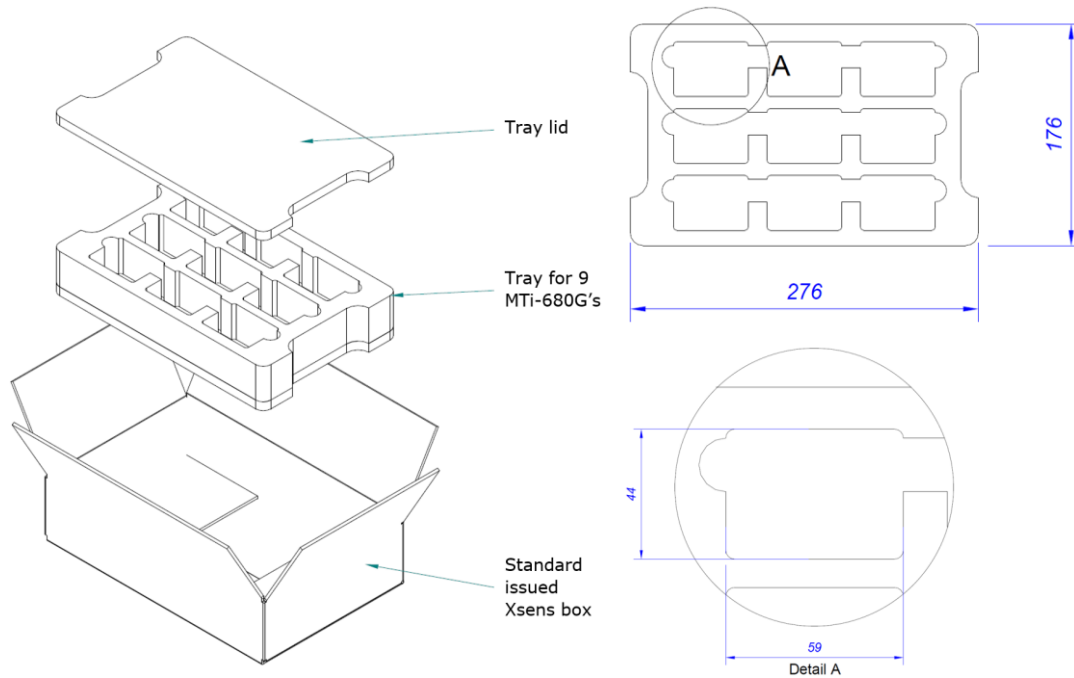 Tray lid
Tray for 9
MTi-680G's
Standard
issued
Xsens box
A
176
276
44
59
Detail A